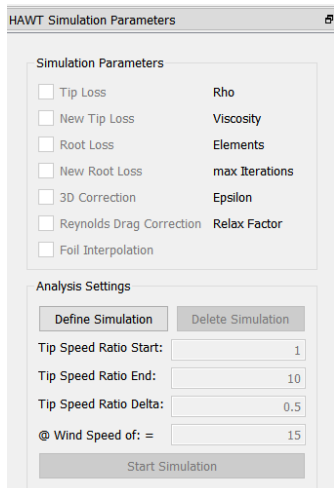 HAWT Simulation Parameters
Simulation Parameters
Tip Loss Rho
New Tip Loss Viscosity
Root Loss Elements
New Root Loss max Iterations
3D Correction Epsilon
Reynolds Drag Correction Relax Factor
Foil Interpolation
Analysis Settings
Define Simulation Delete Simulation
Tip Speed Ratio Start: 1
Tip Speed Ratio End: 10
Tip Speed Ratio Delta: 0.5
@ Wind Speed of: = 15
Start Simulation